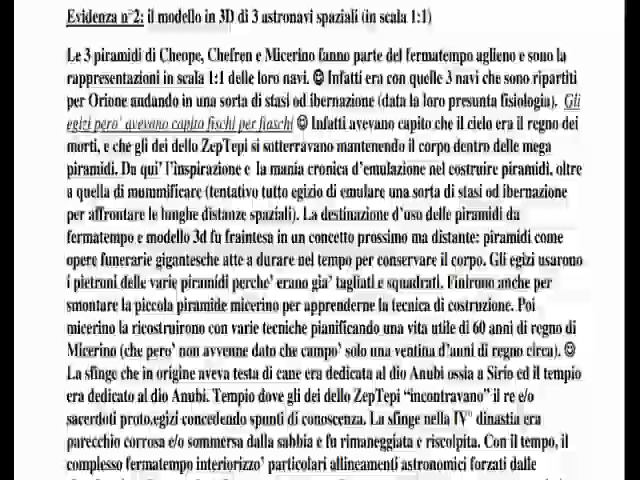 Evidenza n°2: il modello in 3D di 3 astronavi spaziali (in scala 1:1)
Le 3 piramidi di Cheope, Chefren e Micerino fanno parte del fermatempo aglieno e sono la
rappresentazioni in scala 1:1 delle loro navi. ☺ Infatti era con quelle 3 navi che sono ripartiti
per Orione andando in una sorta di stasi od ibernazione (data la loro presunta fisiologia). Gli
egizi pero' avevano capito fischi per fiaschi ☺ Infatti avevano capito che il cielo era il regno dei
morti, e che gli dei dello ZepTepi si sotterravano mantenendo il corpo dentro delle mega
piramidi. Da qui' l'inspirazione e la mania cronica d'emulazione nel costruire piramidi, oltre
a quella di mummificare (tentativo tutto egizio di emulare una sorta di stasi od ibernazione
per affrontare le lunghe distanze spaziali). La destinazione d'uso delle piramidi da
fermatempo e modello 3d fu fraintesa in un concetto prossimo ma distante: piramidi come
opere funerarie gigantesche atte a durare nel tempo per conservare il corpo. Gli egizi usarono
i pietroni delle varie piramidi perche' erano gia' tagliati e squadrati. Finirono anche per
smontare la piccola piramide micerino per apprenderne la tecnica di costruzione. Poi
micerino la ricostruirono con varie tecniche pianificando una vita utile di 60 anni di regno di
Micerino (che pero' non avvenne dato che campo' solo una ventina d'anni di regno circa). ☺
La sfinge che in origine aveva testa di cane era dedicata al dio Anubi ossia a Sirio ed il tempio
era dedicato al dio Anubi. Tempio dove gli dei dello ZepTepi "incontravano" il re e/o
sacerdoti proto.egizi concedendo spunti di conoscenza. La sfinge nella IV° dinastia era
parecchio corrosa e/o sommersa dalla sabbia e fu rimaneggiata e riscolpita. Con il tempo, il
complesso fermatempo interiorizzo' particolari allineamenti astronomici forzati dalle